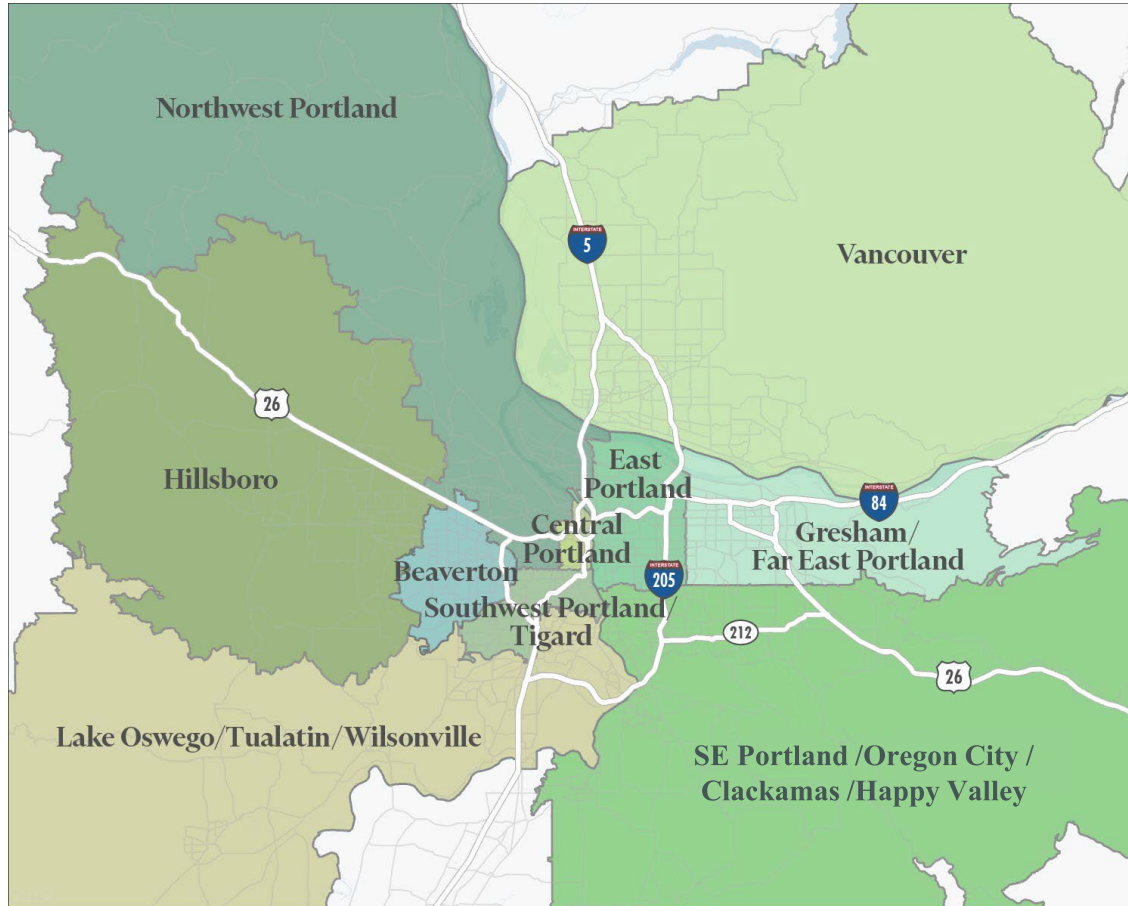 Northwest Portland
INTERSTATE
5
Vancouver
26
Hillsboro
East
Portland
INTERSTATE
84
Central
Portland
Gresham/
Far East Portland
Beaverton
INTERSTATE
205
Southwest Portland/
Tigard
212
26
Lake Oswego/Tualatin/Wilsonville
SE Portland /Oregon City /
Clackamas /Happy Valley